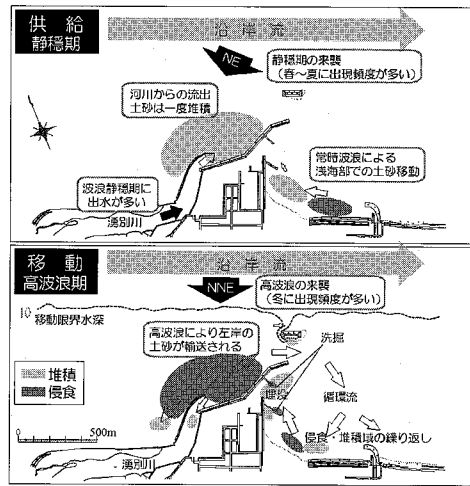 供給
静穏期
沿岸流
NE
静穏期の来襲
(春～夏に出現頻度が多い)
河川からの流出
土砂は一度堆積
常時波浪による
浅海部での土砂移動
波浪静穏期に
出水が多い
湧別川
移動
高波浪期
沿岸流
NNE
高波浪の来襲
(冬に出現頻度が多い)
10
移動限界水深
高波浪により左岸の
土砂が輸送される
洗掘
堆積
侵食
埋没
循環流
0
500m
侵食・堆積域の繰り返し
湧別川